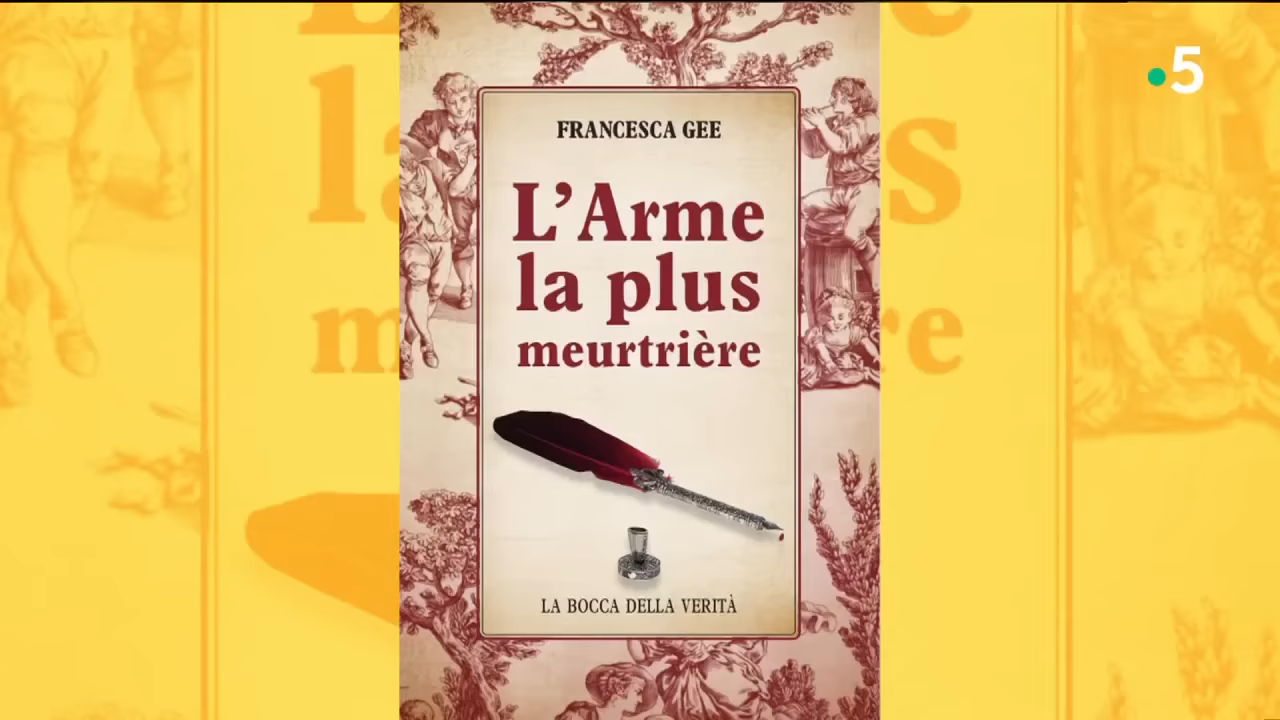 FRANCESCA GEE
L'Arme
la plus
meurtrière
LA BOCCA DELLA VERITÀ
5